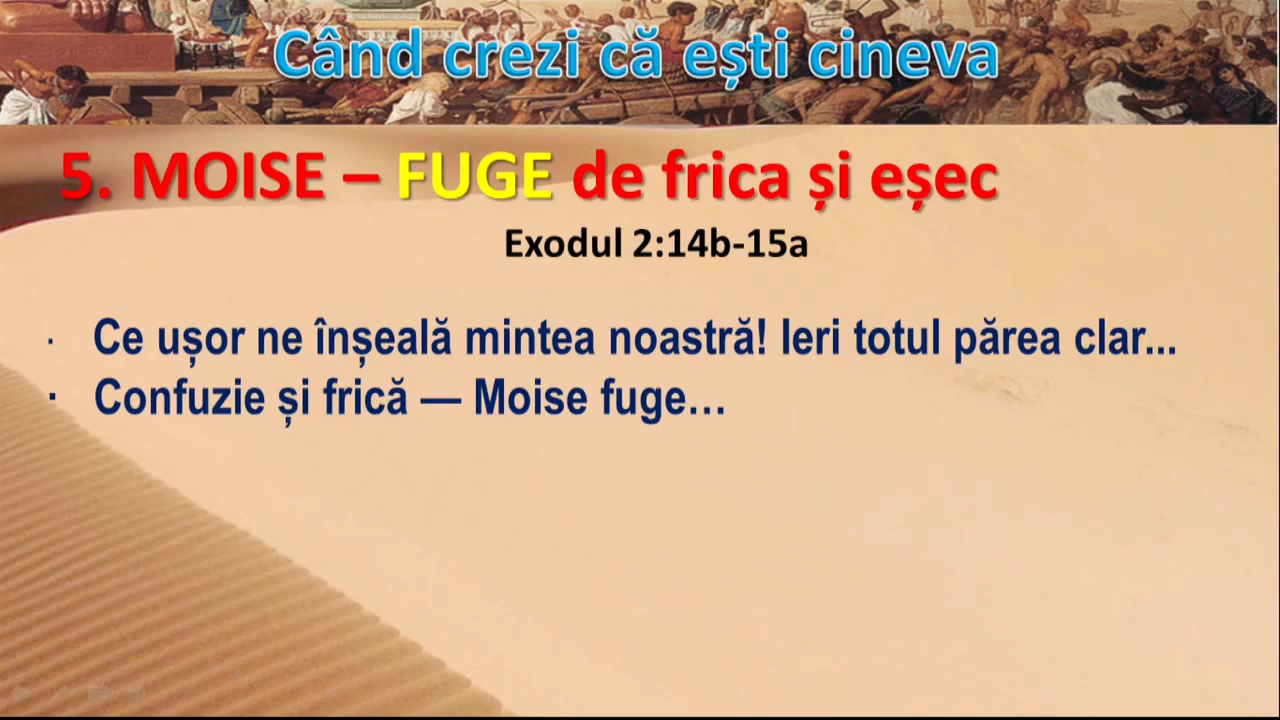 Când crezi că ești cineva
5. MOISE – FUGE de frica și eșec
Exodul 2:14b-15a
· Ce ușor ne înșeală mintea noastră! Ieri totul părea clar...
· Confuzie și frică — Moise fuge…